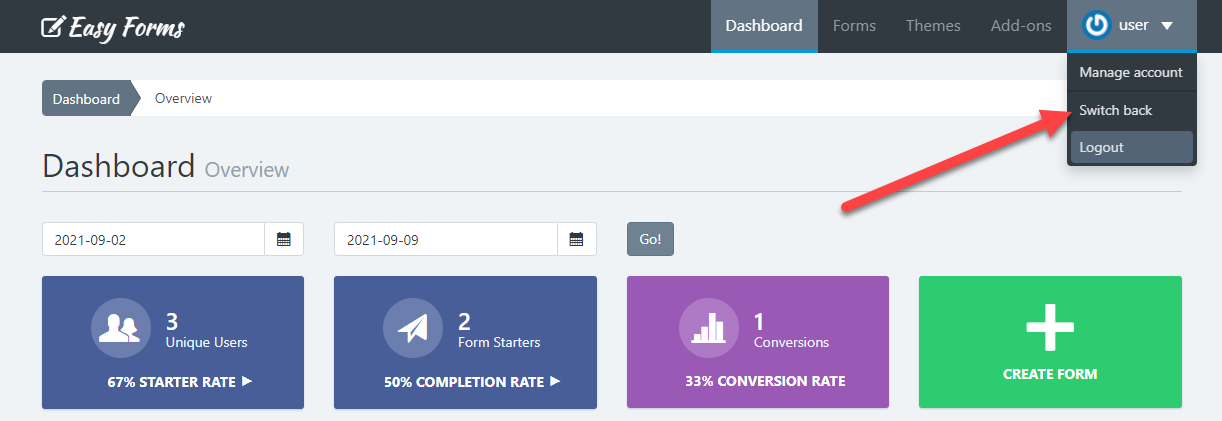 Easy Forms
Dashboard Forms Themes Add-ons user
Manage account
Switch back
Logout
Dashboard Overview
Dashboard Overview
2021-09-02 2021-09-09 Go!
3 2 1
Unique Users Form Starters Conversions
67% STARTER RATE 50% COMPLETION RATE 33% CONVERSION RATE CREATE FORM